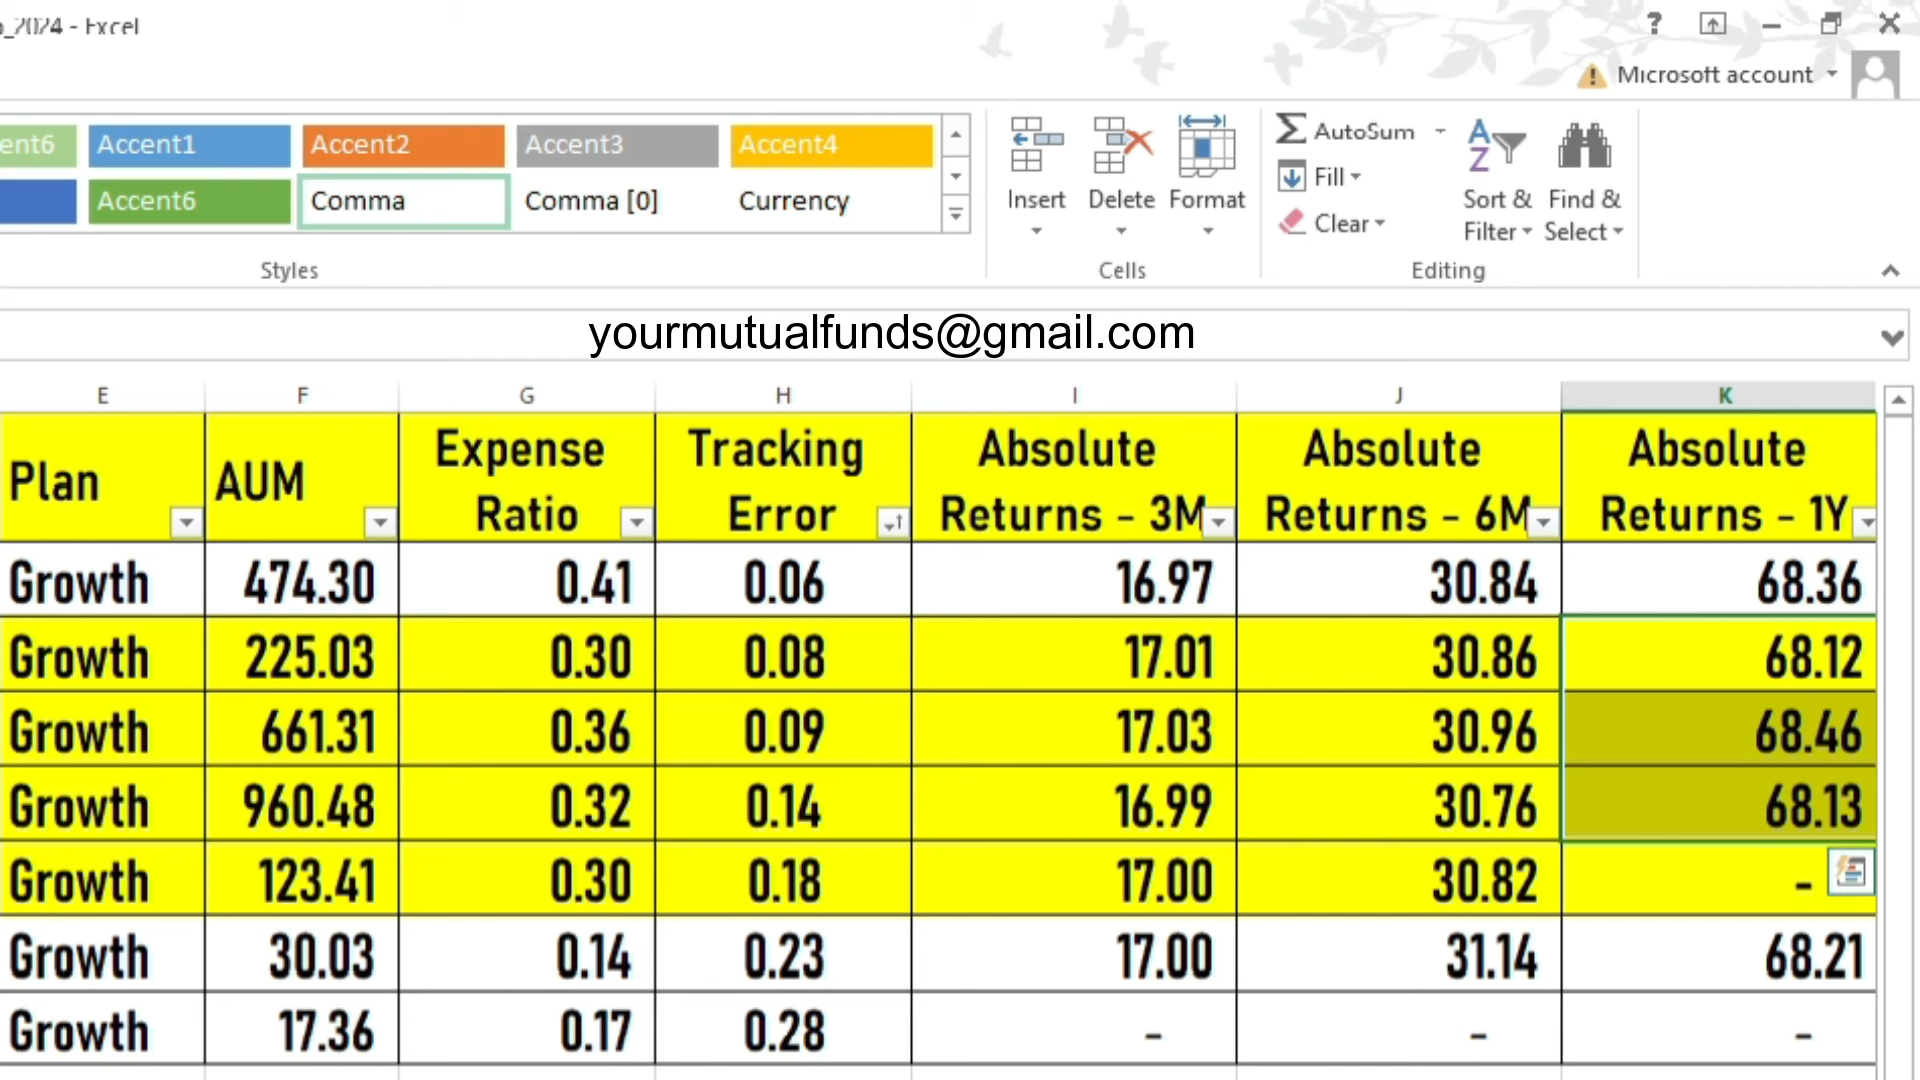 _2024 - Excel
?
Microsoft account
ent6 Accent1 Accent2 Accent3 Accent4
Accent6 Comma Comma [0] Currency
Styles
Insert Delete Format
Cells
AutoSum
Fill
Clear
Sort & Filter
Find & Select
Editing
yourmutualfunds@gmail.com
E F G H I J K
Plan AUM Expense Ratio Tracking Error Absolute Returns - 3M Absolute Returns - 6M Absolute Returns - 1Y
Growth 474.30 0.41 0.06 16.97 30.84 68.36
Growth 225.03 0.30 0.08 17.01 30.86 68.12
Growth 661.31 0.36 0.09 17.03 30.96 68.46
Growth 960.48 0.32 0.14 16.99 30.76 68.13
Growth 123.41 0.30 0.18 17.00 30.82 -
Growth 30.03 0.14 0.23 17.00 31.14 68.21
Growth 17.36 0.17 0.28 - - -